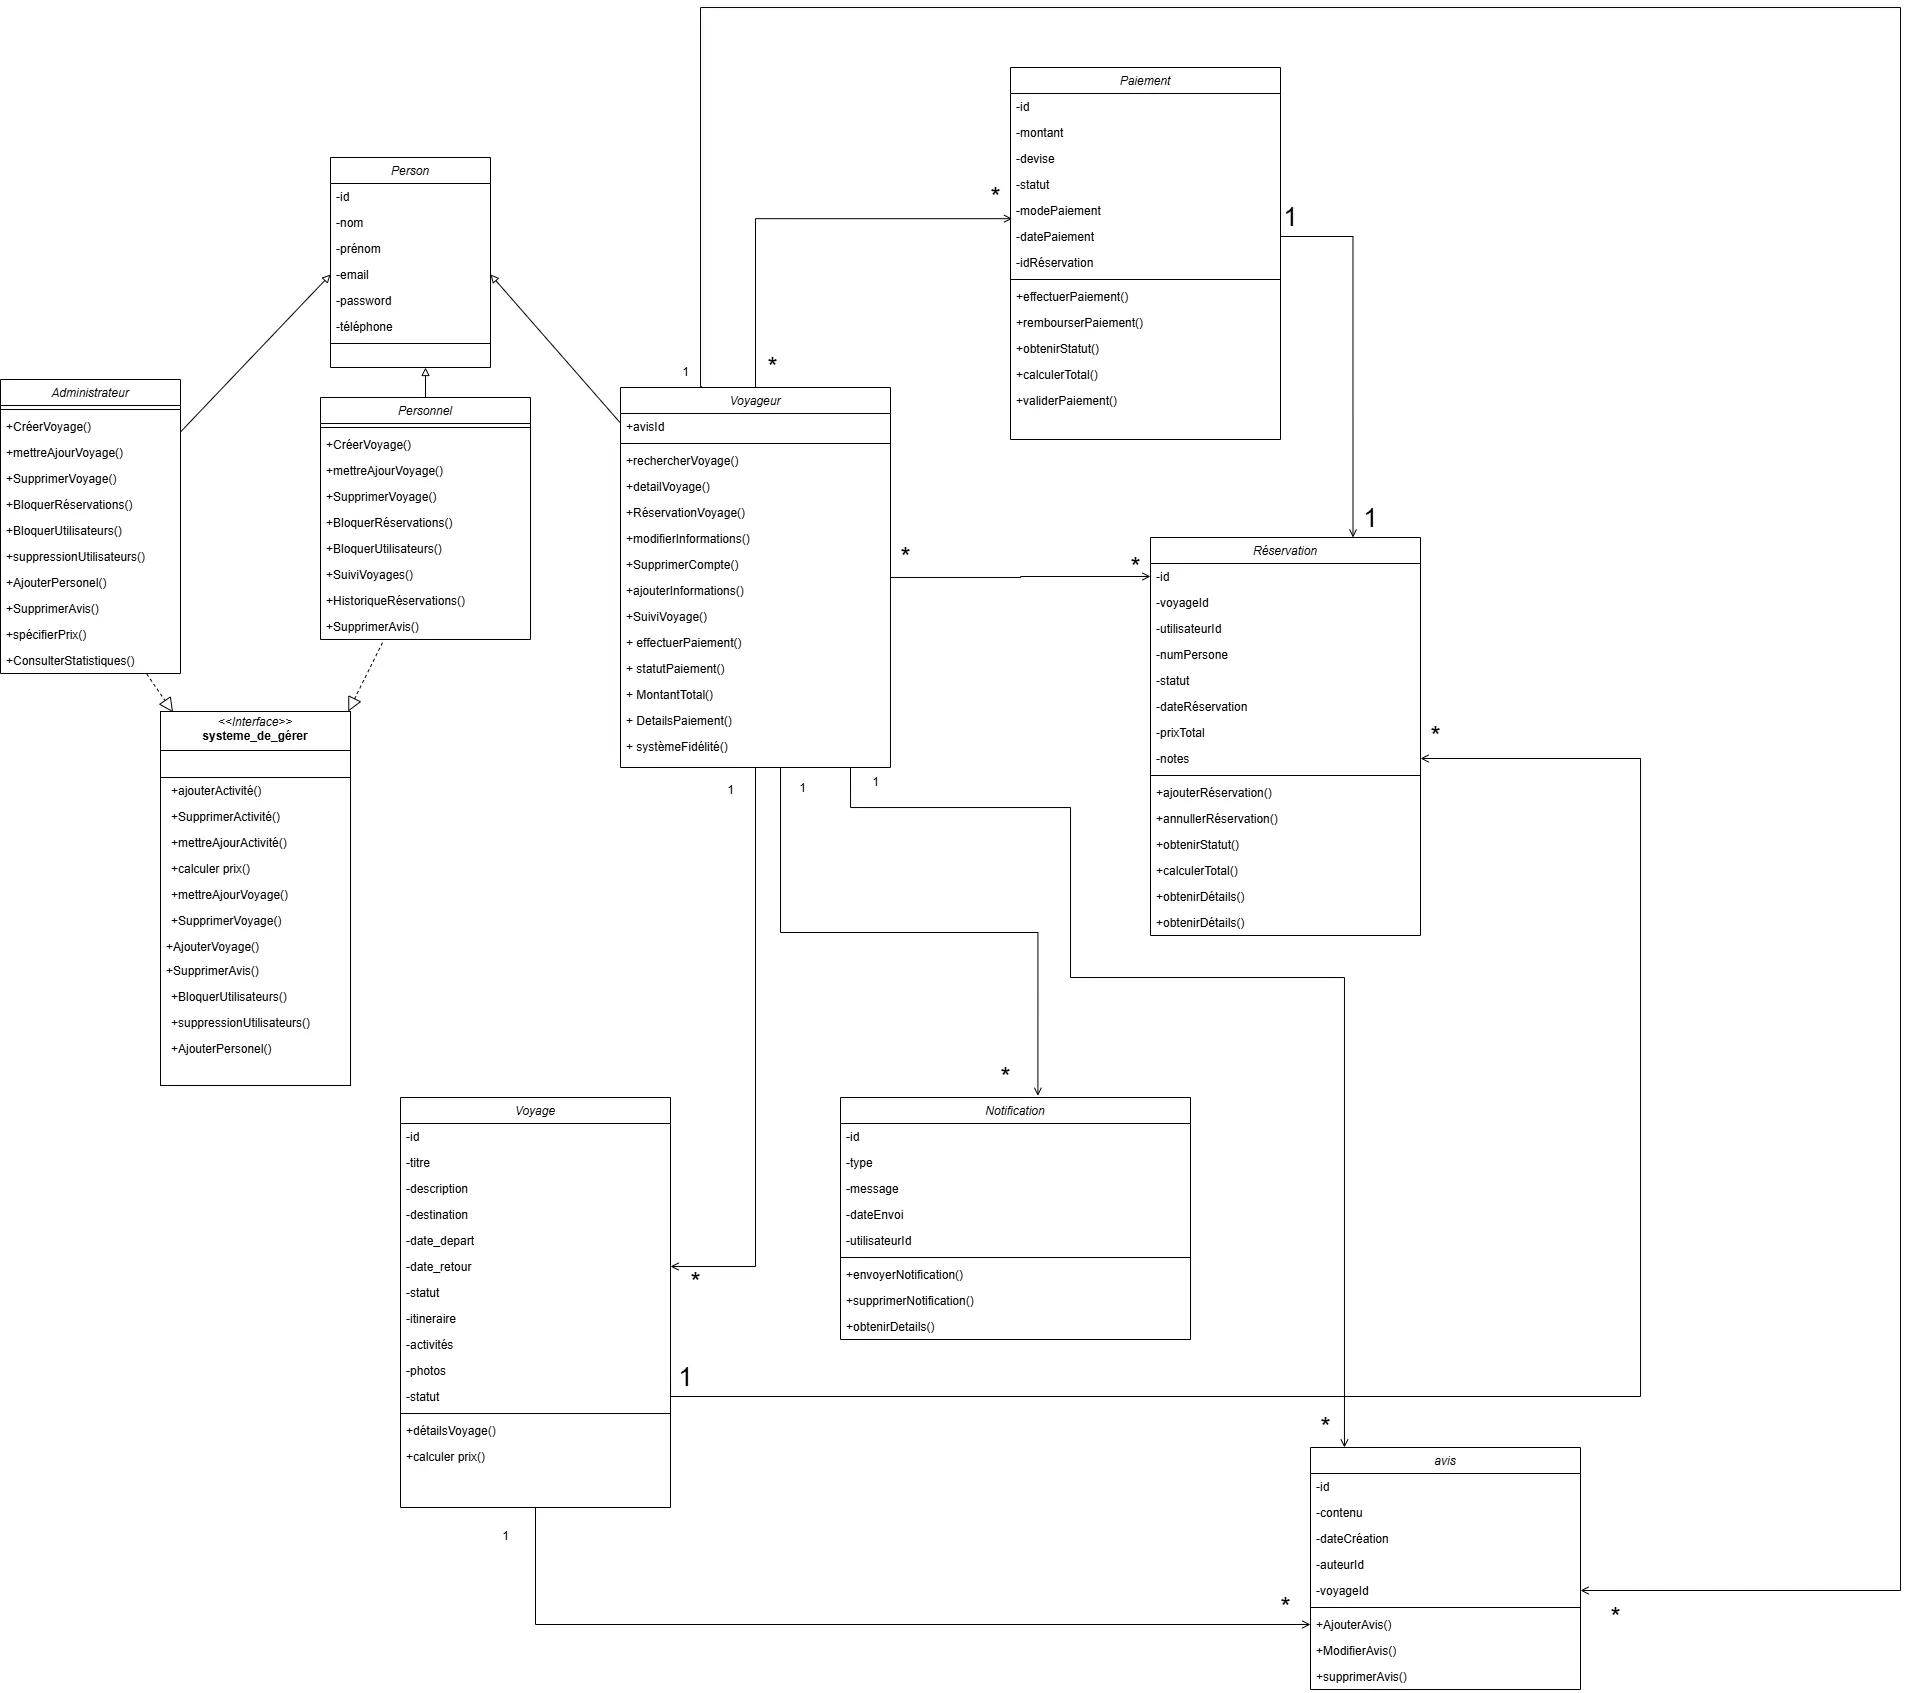 Paiement
-id
-montant
-devise
-statut
-modePaiement
-datePaiement
-idRéservation
+effectuerPaiement()
+rembourserPaiement()
+obtenirStatut()
+calculerTotal()
+validerPaiement()
*
1
1
Person
-id
-nom
-prénom
-email
-password
-téléphone
Administrateur
+CréerVoyage()
+mettreAjourVoyage()
+SupprimerVoyage()
+BloquerRéservations()
+BloquerUtilisateurs()
+suppressionUtilisateurs()
+AjouterPersonel()
+SupprimerAvis()
+spécifierPrix()
+ConsulterStatistiques()
Personnel
+CréerVoyage()
+mettreAjourVoyage()
+SupprimerVoyage()
+BloquerRéservations()
+BloquerUtilisateurs()
+SuiviVoyages()
+HistoriqueRéservations()
+SupprimerAvis()
1
*
Voyageur
+avisId
+rechercherVoyage()
+detailVoyage()
+RéservationVoyage()
+modifierInformations()
+SupprimerCompte()
+ajouterInformations()
+SuiviVoyage()
+ effectuerPaiement()
+ statutPaiement()
+ MontantTotal()
+ DetailsPaiement()
+ systèmeFidélité()
*
*
1
1
1
Réservation
-id
-voyageId
-utilisateurId
-numPersone
-statut
-dateRéservation
-prixTotal
-notes
+ajouterRéservation()
+annullerRéservation()
+obtenirStatut()
+calculerTotal()
+obtenirDétails()
+obtenirDétails()
*
<<Interface>>
systeme_de_gérer
+ajouterActivité()
+SupprimerActivité()
+mettreAjourActivité()
+calculer prix()
+mettreAjourVoyage()
+SupprimerVoyage()
+AjouterVoyage()
+SupprimerAvis()
+BloquerUtilisateurs()
+suppressionUtilisateurs()
+AjouterPersonel()
Voyage
-id
-titre
-description
-destination
-date_depart
-date_retour
-statut
-itineraire
-activités
-photos
-statut
+détailsVoyage()
+calculer prix()
*
1
1
*
Notification
-id
-type
-message
-dateEnvoi
-utilisateurId
+envoyerNotification()
+supprimerNotification()
+obtenirDetails()
*
avis
-id
-contenu
-dateCréation
-auteurId
-voyageId
+AjouterAvis()
+ModifierAvis()
+supprimerAvis()
*
*